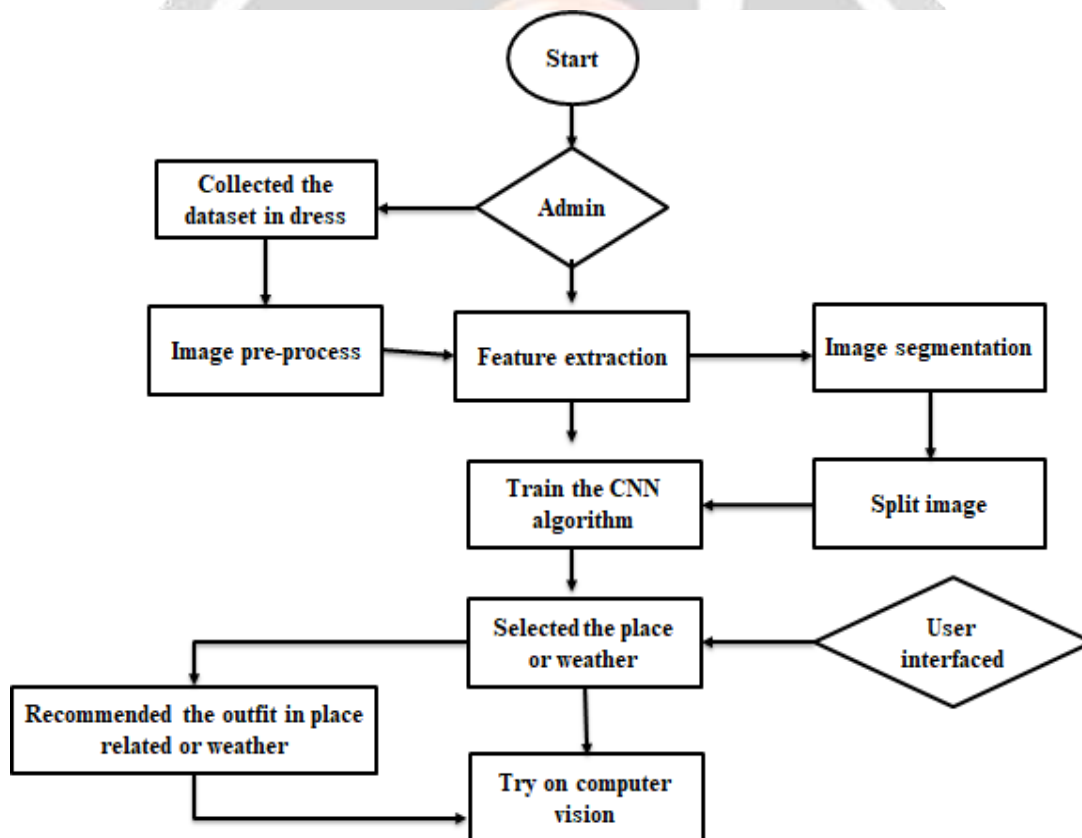 Start
Collected the
dataset in dress
Admin
Image pre-process
Feature extraction
Image segmentation
Train the CNN
algorithm
Split image
Selected the place
or weather
User
interfaced
Recommended the outfit in place
related or weather
Try on computer
vision